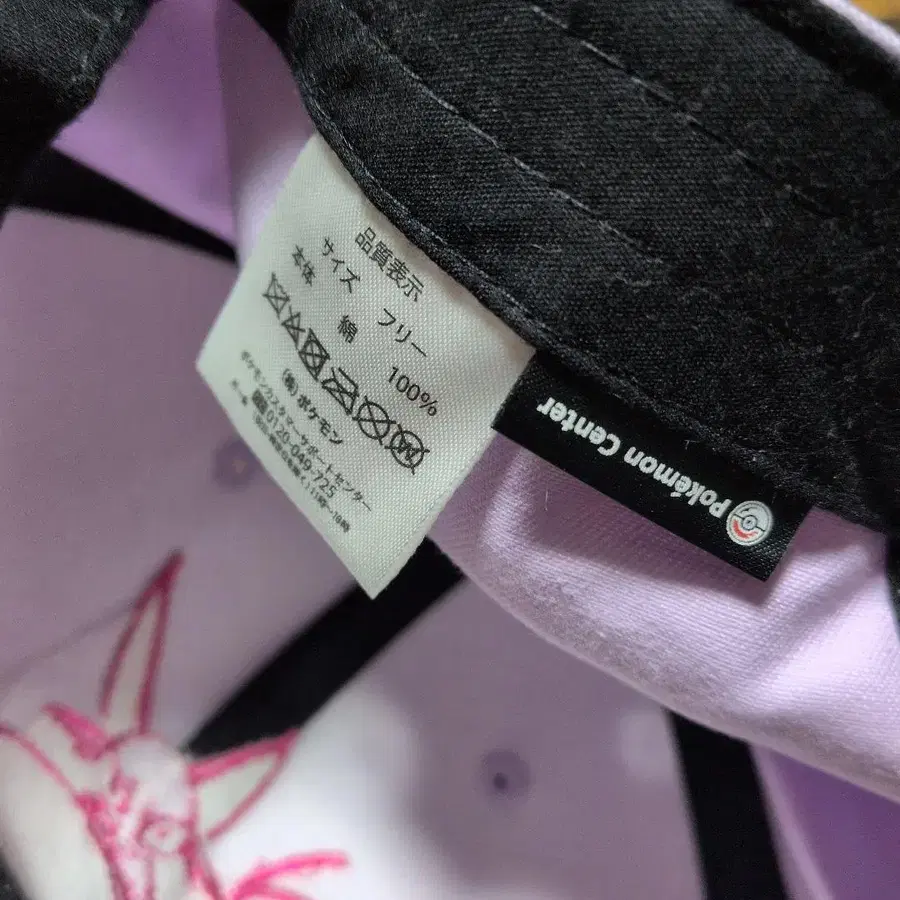 品質表示
サイズ フリー
本体 綿 100%
(株)ポケモン
ポケモンカスタマーサポートセンター
0120-049-725
Pokémon Center